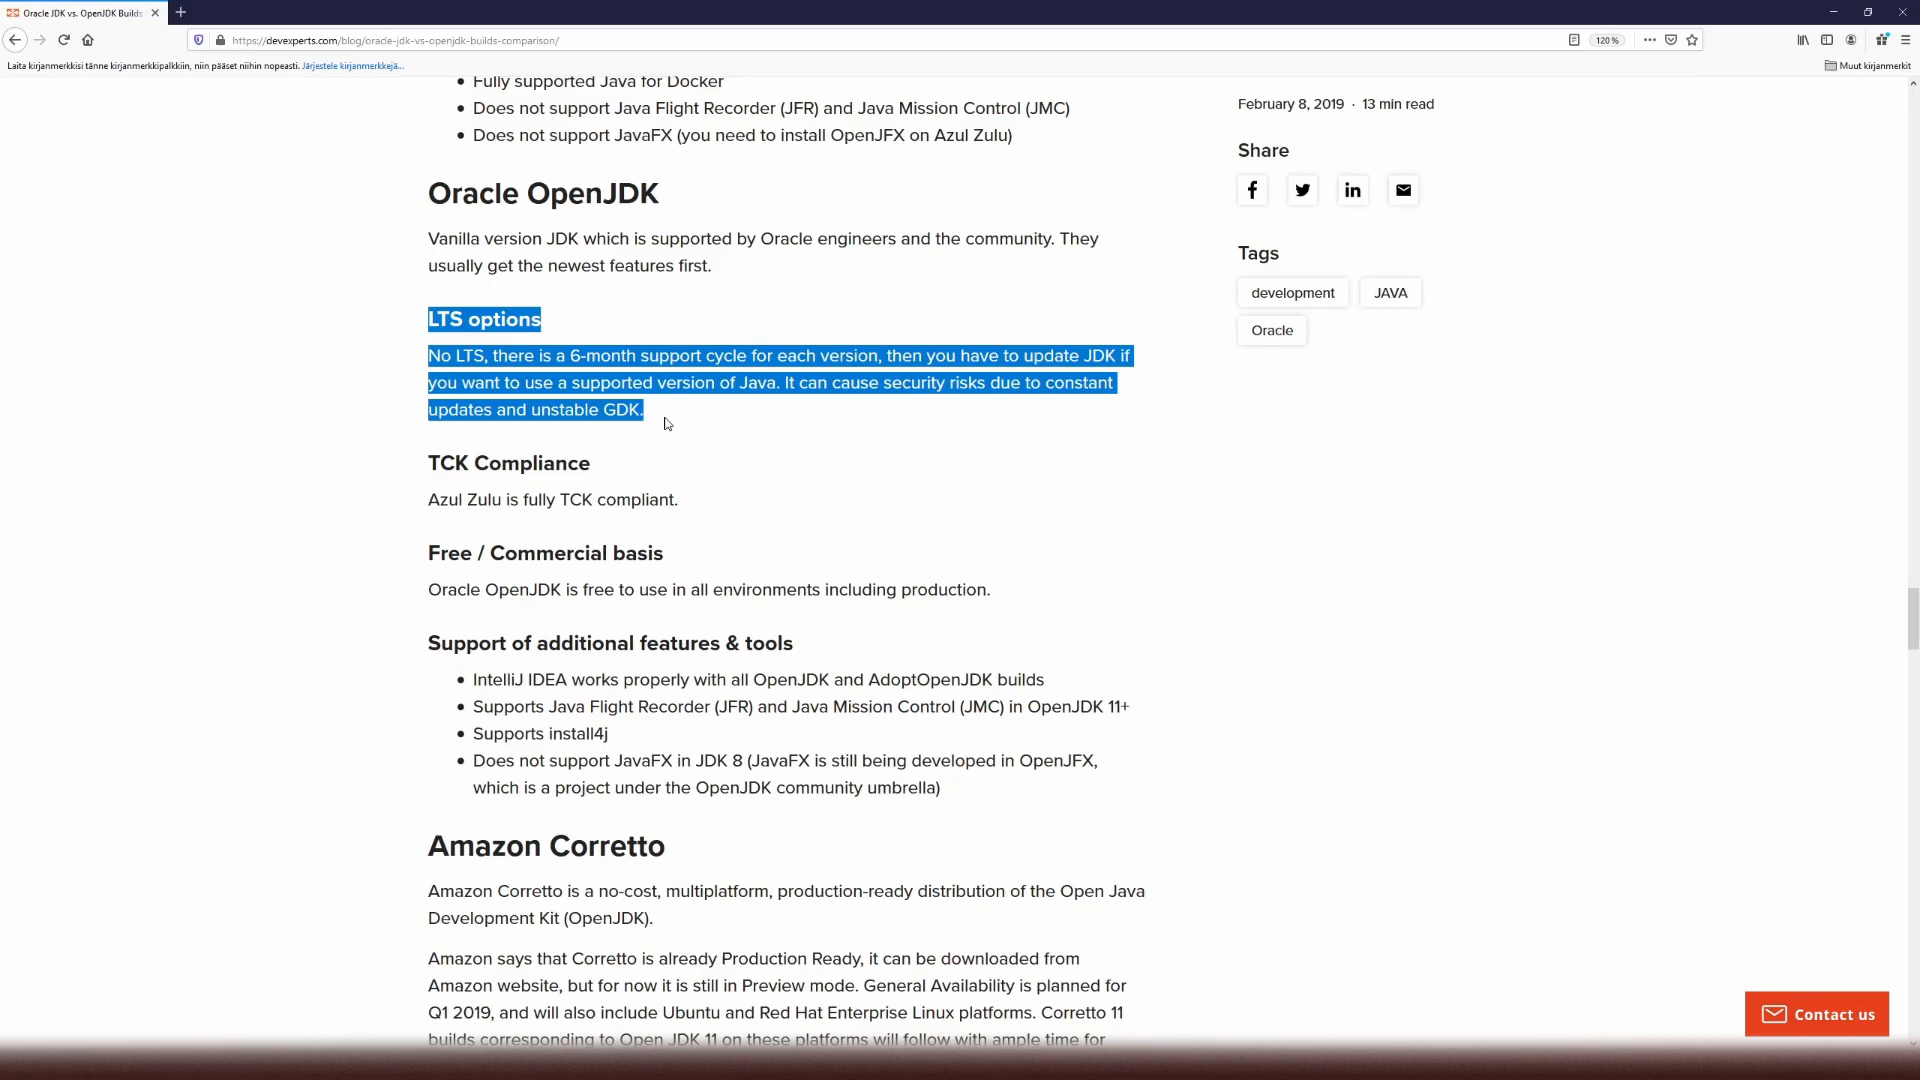 Oracle JDK vs. OpenJDK Builds
https://devexperts.com/blog/oracle-jdk-vs-openjdk-builds-comparison/
120 %
Laita kirjanmerkkisi tänne kirjanmerkkipalkkiin, niin pääset niihin nopeasti. Järjestele kirjanmerkkejä...
Muut kirjanmerkit
Fully supported Java for Docker
Does not support Java Flight Recorder (JFR) and Java Mission Control (JMC)
Does not support JavaFX (you need to install OpenJFX on Azul Zulu)
Oracle OpenJDK
Vanilla version JDK which is supported by Oracle engineers and the community. They
usually get the newest features first.
LTS options
No LTS, there is a 6-month support cycle for each version, then you have to update JDK if
you want to use a supported version of Java. It can cause security risks due to constant
updates and unstable GDK.
TCK Compliance
Azul Zulu is fully TCK compliant.
Free / Commercial basis
Oracle OpenJDK is free to use in all environments including production.
Support of additional features & tools
IntelliJ IDEA works properly with all OpenJDK and AdoptOpenJDK builds
Supports Java Flight Recorder (JFR) and Java Mission Control (JMC) in OpenJDK 11+
Supports install4j
Does not support JavaFX in JDK 8 (JavaFX is still being developed in OpenJFX,
which is a project under the OpenJDK community umbrella)
Amazon Corretto
Amazon Corretto is a no-cost, multiplatform, production-ready distribution of the Open Java
Development Kit (OpenJDK).
Amazon says that Corretto is already Production Ready, it can be downloaded from
Amazon website, but for now it is still in Preview mode. General Availability is planned for
Q1 2019, and will also include Ubuntu and Red Hat Enterprise Linux platforms. Corretto 11
builds corresponding to Open JDK 11 on these platforms will follow with ample time for
February 8, 2019 · 13 min read
Share
Tags
development
JAVA
Oracle
Contact us